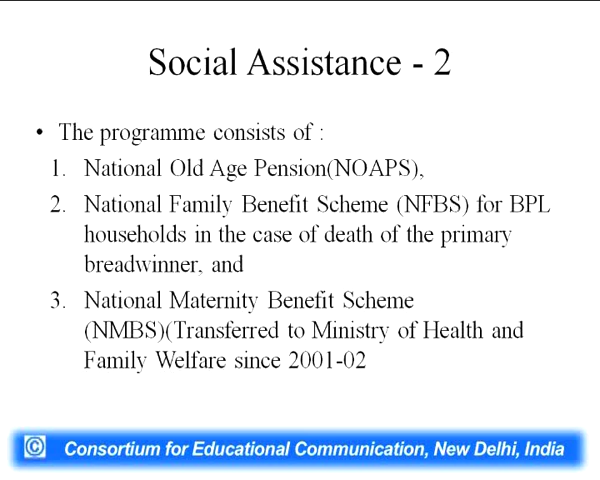 Social Assistance - 2
• The programme consists of :
1. National Old Age Pension(NOAPS),
2. National Family Benefit Scheme (NFBS) for BPL
households in the case of death of the primary
breadwinner, and
3. National Maternity Benefit Scheme
(NMBS)(Transferred to Ministry of Health and
Family Welfare since 2001-02
© Consortium for Educational Communication, New Delhi, India